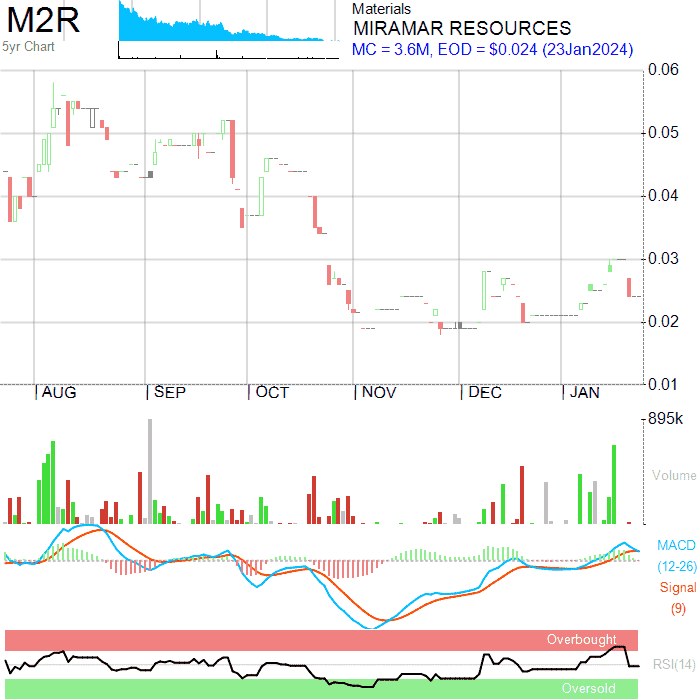 M2R
5yr Chart
Materials
MIRAMAR RESOURCES
MC = 3.6M, EOD = $0.024 (23Jan2024)
0.06
0.05
0.04
0.03
0.02
0.01
AUG SEP OCT NOV DEC JAN
895k
Volume
MACD
(12-26)
Signal
(9)
Overbought
RSI(14)
Oversold